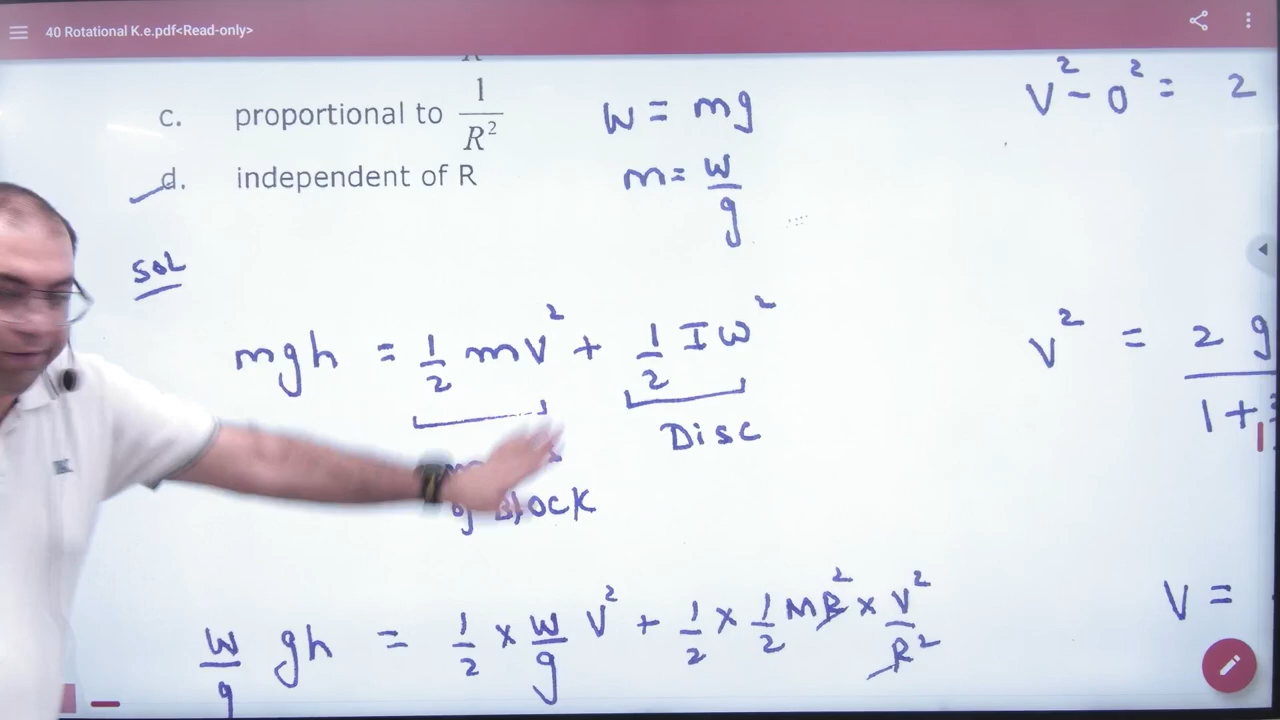 40 Rotational K.e.pdf<Read-only>
c. proportional to 1/R²
d. independent of R
W = mg
m = W/g
V² - 0² = 2
Sol
mgh = 1/2 mV² + 1/2 Iω²
Disc
Block
V² = 2 g / 1 +
W/g gh = 1/2 × W/g V² + 1/2 × 1/2 MR² × V²/R²
V =